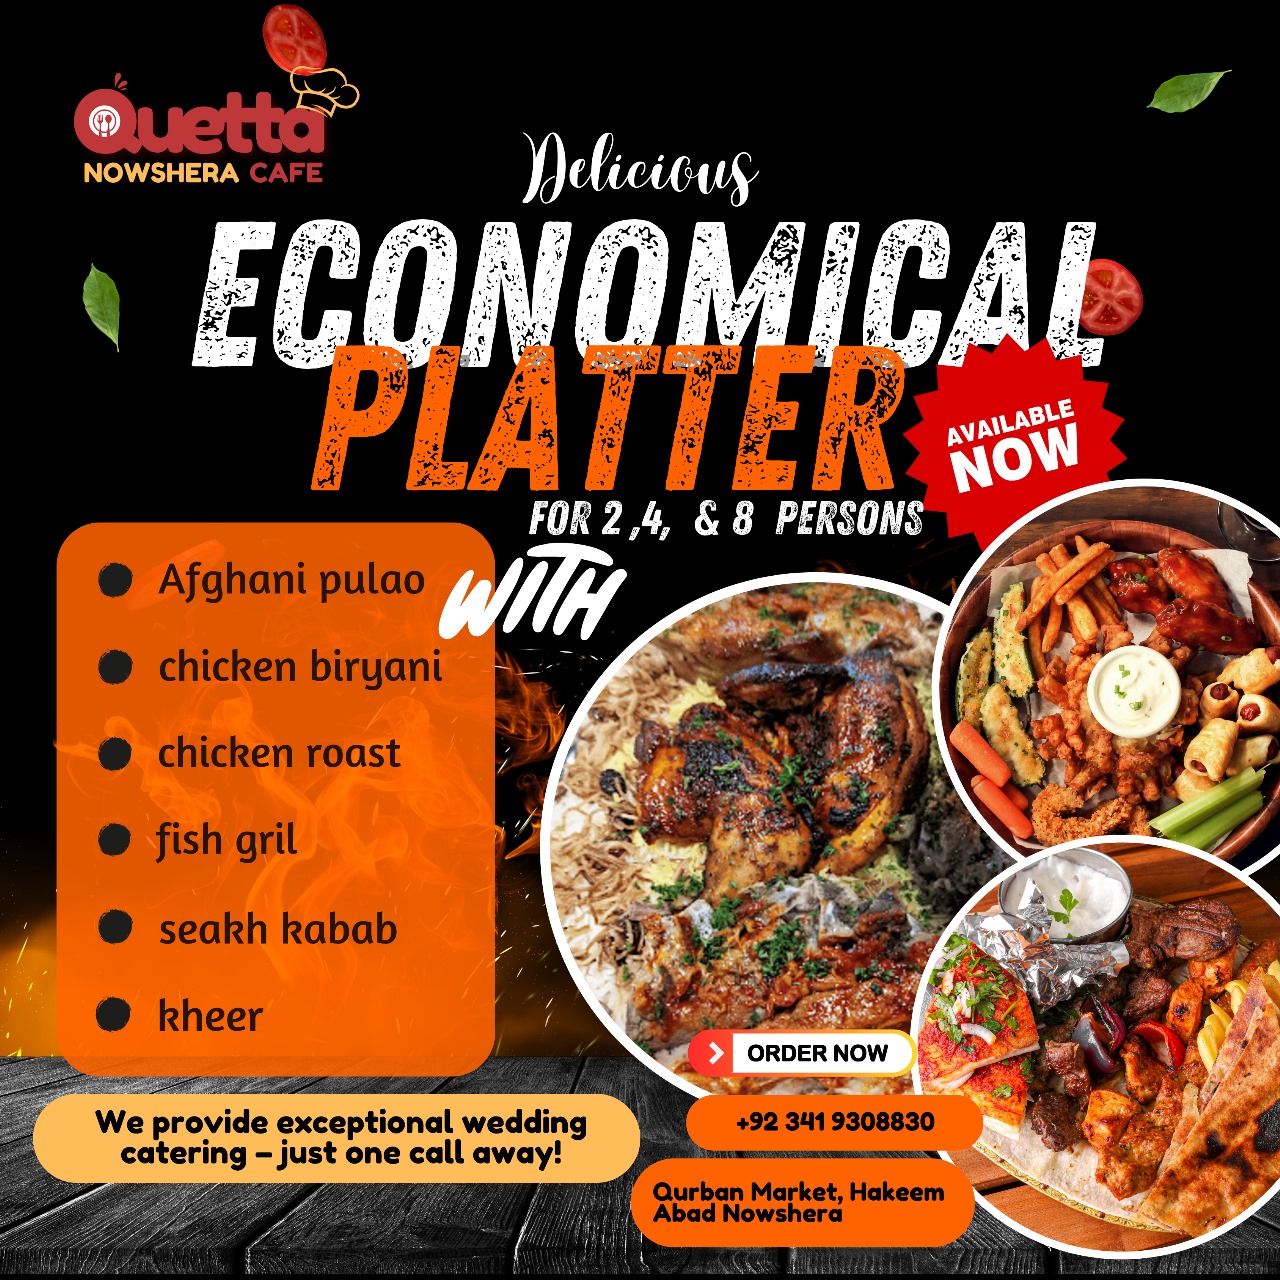 Quetta
NOWSHERA CAFE
Delicious
ECONOMICAL
PLATTER
AVAILABLE
NOW
FOR 2 ,4, & 8 PERSONS
WITH
Afghani pulao
chicken biryani
chicken roast
fish gril
seakh kabab
kheer
ORDER NOW
We provide exceptional wedding
catering – just one call away!
+92 341 9308830
Qurban Market, Hakeem
Abad Nowshera